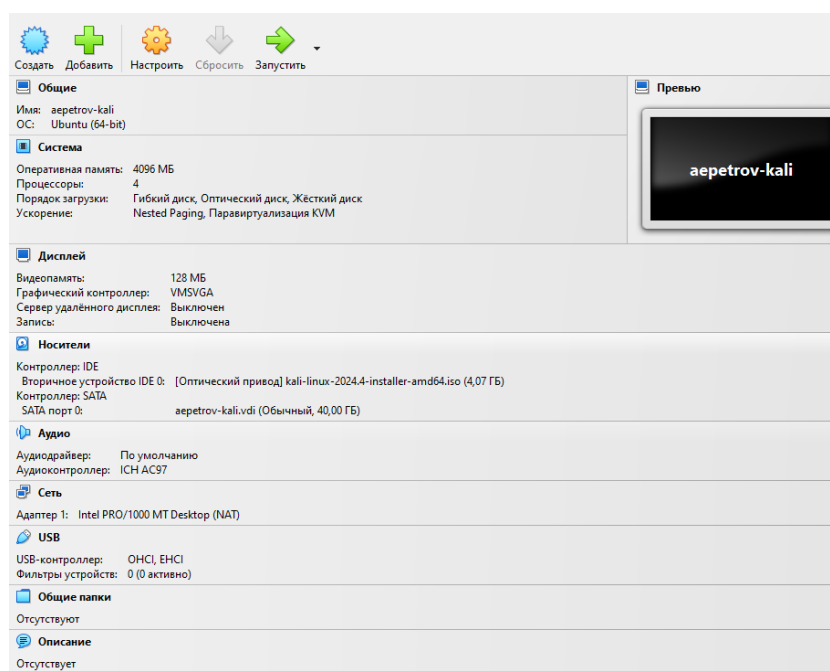 Создать Добавить Настроить Сбросить Запустить
Общие
Имя: aepetrov-kali
ОС: Ubuntu (64-bit)
Превью
aepetrov-kali
Система
Оперативная память: 4096 МБ
Процессоры: 4
Порядок загрузки: Гибкий диск, Оптический диск, Жёсткий диск
Ускорение: Nested Paging, Паравиртуализация KVM
Дисплей
Видеопамять: 128 МБ
Графический контроллер: VMSVGA
Сервер удалённого дисплея: Выключен
Запись: Выключена
Носители
Контроллер: IDE
Вторичное устройство IDE 0: [Оптический привод] kali-linux-2024.4-installer-amd64.iso (4,07 ГБ)
Контроллер: SATA
SATA порт 0: aepetrov-kali.vdi (Обычный, 40,00 ГБ)
Аудио
Аудиодрайвер: По умолчанию
Аудиоконтроллер: ICH AC97
Сеть
Адаптер 1: Intel PRO/1000 MT Desktop (NAT)
USB
USB-контроллер: OHCI, EHCI
Фильтры устройств: 0 (0 активно)
Общие папки
Отсутствуют
Описание
Отсутствует